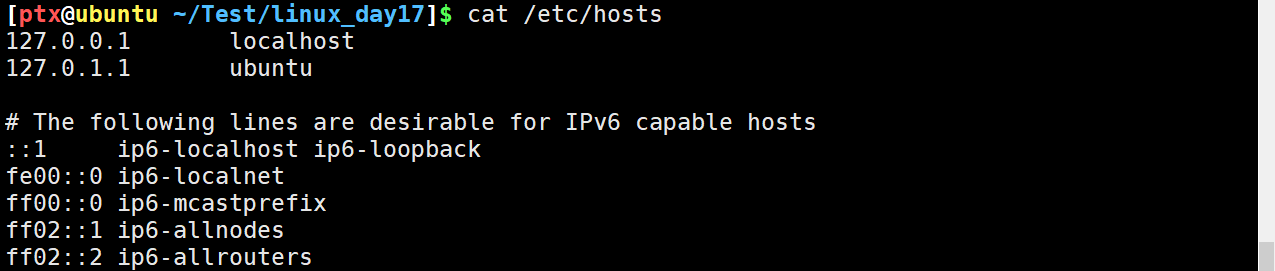 [ptx@ubuntu ~/Test/linux_day17]$ cat /etc/hosts
127.0.0.1       localhost
127.0.1.1       ubuntu

# The following lines are desirable for IPv6 capable hosts
::1     ip6-localhost ip6-loopback
fe00::0 ip6-localnet
ff00::0 ip6-mcastprefix
ff02::1 ip6-allnodes
ff02::2 ip6-allrouters